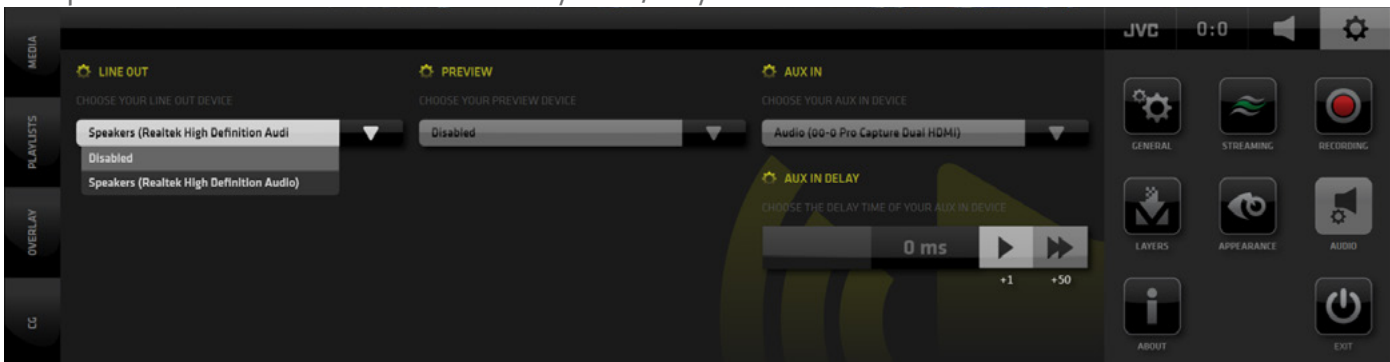 MEDIA
PLAYLISTS
OVERLAY
CG
LINE OUT
CHOOSE YOUR LINE OUT DEVICE
Speakers (Realtek High Definition Audi
Disabled
Speakers (Realtek High Definition Audio)
PREVIEW
CHOOSE YOUR PREVIEW DEVICE
Disabled
AUX IN
CHOOSE YOUR AUX IN DEVICE
Audio (00-0 Pro Capture Dual HDMI)
AUX IN DELAY
CHOOSE THE DELAY TIME OF YOUR AUX IN DEVICE
0 ms
+1
+50
JVC
0:0
GENERAL
STREAMING
RECORDING
LAYERS
APPEARANCE
AUDIO
ABOUT
EXIT